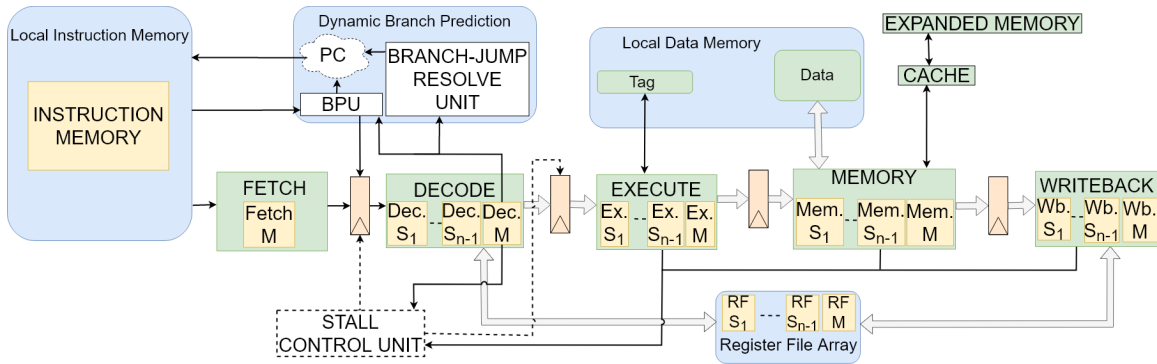 Local Instruction Memory
INSTRUCTION
MEMORY
Dynamic Branch Prediction
PC
BRANCH-JUMP
RESOLVE
UNIT
BPU
Local Data Memory
Tag
Data
EXPANDED MEMORY
CACHE
FETCH
Fetch
M
DECODE
Dec.
S1
Dec.
Sn-1
Dec.
M
EXECUTE
Ex.
S1
Ex.
Sn-1
Ex.
M
MEMORY
Mem.
S1
Mem.
Sn-1
Mem.
M
WRITEBACK
Wb.
S1
Wb.
Sn-1
Wb.
M
STALL
CONTROL UNIT
RF
S1
RF
Sn-1
RF
M
Register File Array